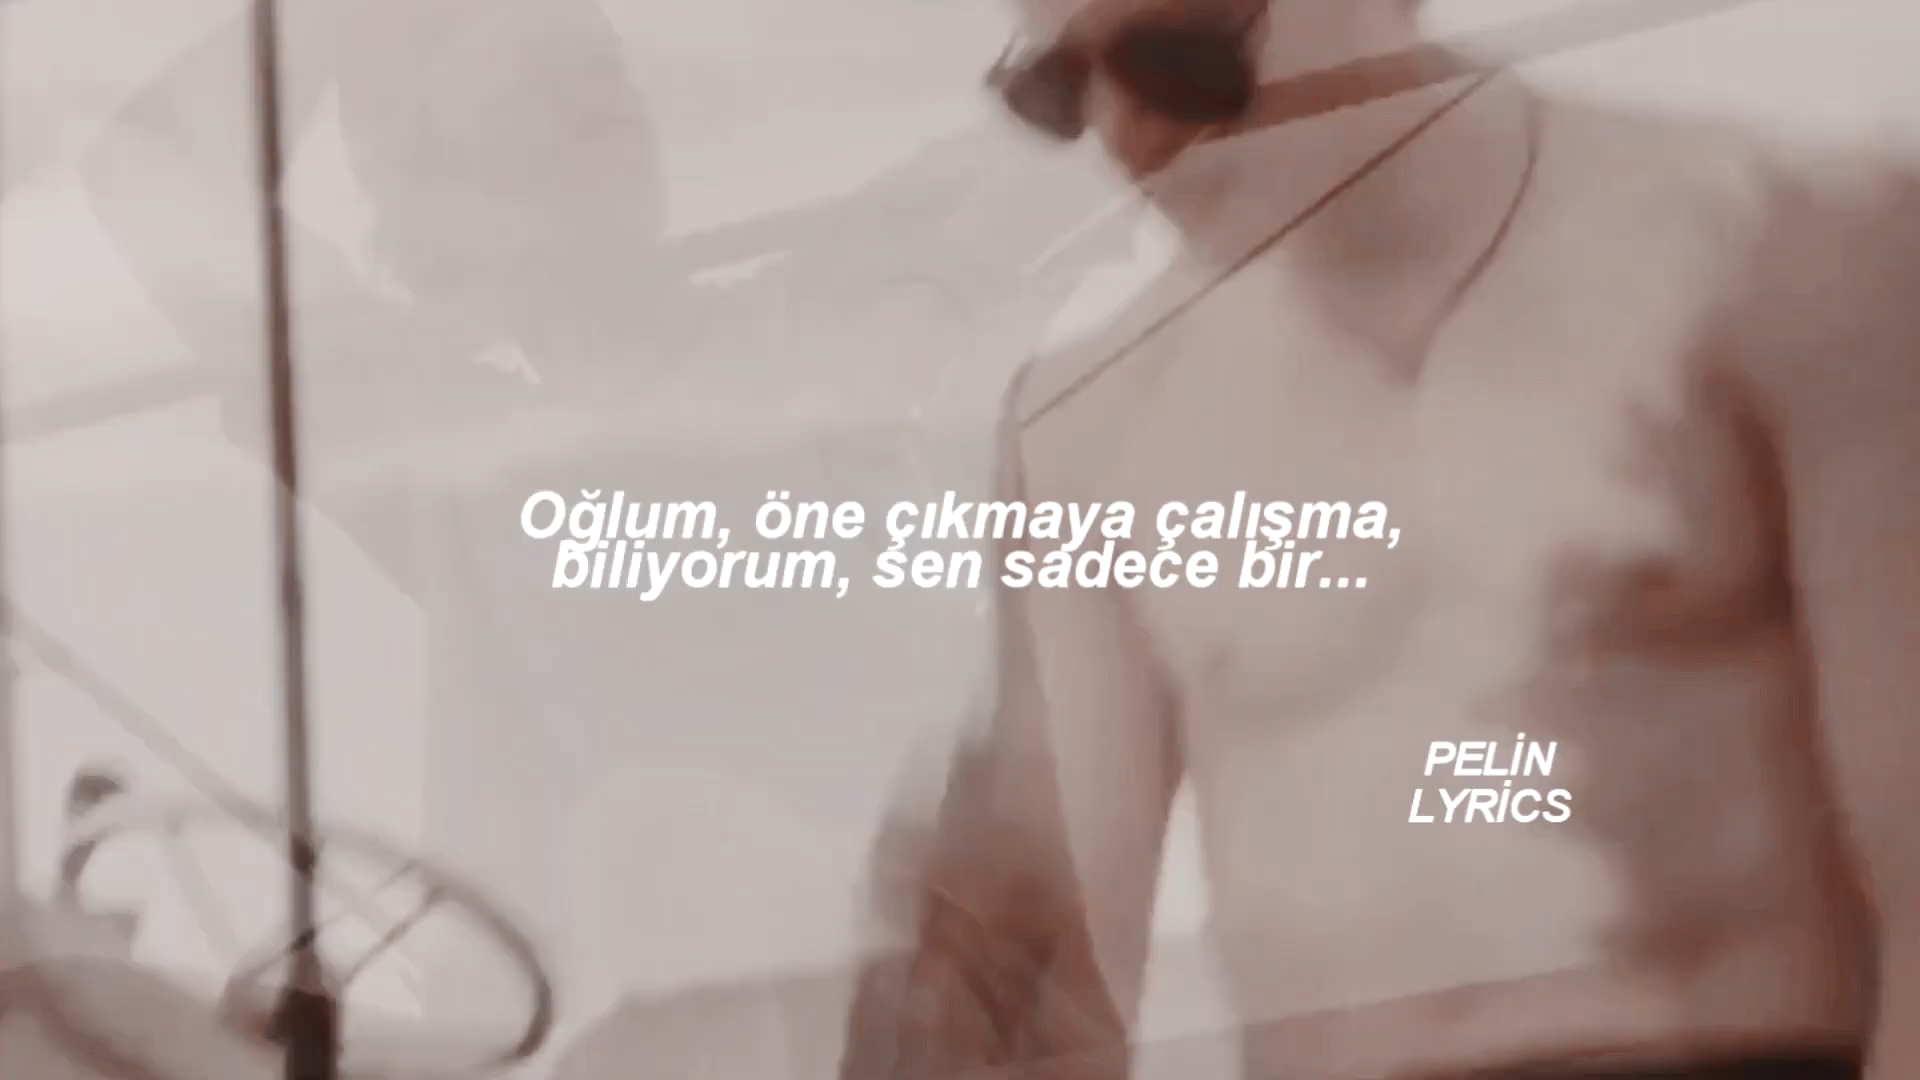 Oğlum, öne çıkmaya çalışma,
biliyorum, sen sadece bir...
PELİN
LYRİCS